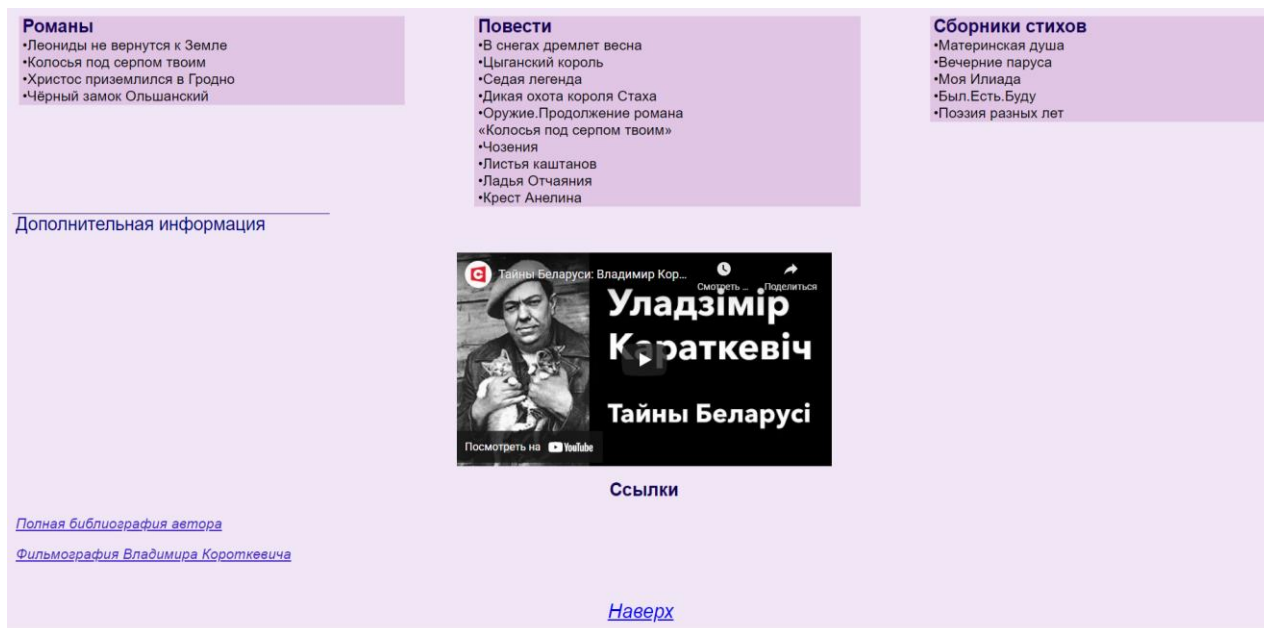 Романы
•Леониды не вернутся к Земле
•Колосья под серпом твоим
•Христос приземлился в Гродно
•Чёрный замок Ольшанский
Повести
•В снегах дремлет весна
•Цыганский король
•Седая легенда
•Дикая охота короля Стаха
•Оружие.Продолжение романа
«Колосья под серпом твоим»
•Чозения
•Листья каштанов
•Ладья Отчаяния
•Крест Анелина
Сборники стихов
•Материнская душа
•Вечерние паруса
•Моя Илиада
•Был.Есть.Буду
•Поэзия разных лет
Дополнительная информация
Тайны Беларуси: Владимир Кор...
Смотреть ...
Поделиться
Уладзімір
Караткевіч
Тайны Беларусі
Посмотреть на YouTube
Ссылки
Полная библиография автора
Фильмография Владимира Короткевича
Наверх